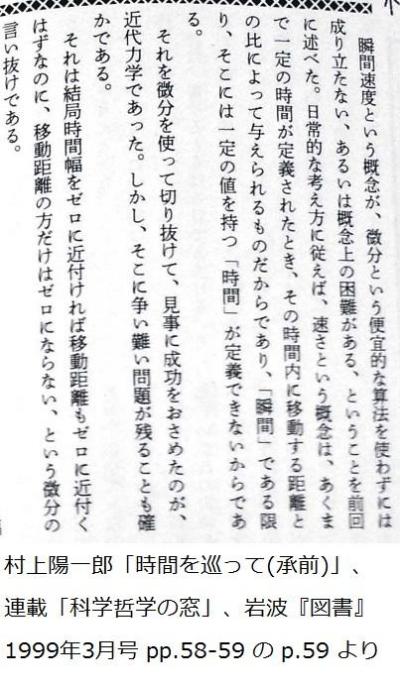 瞬間速度という概念が、微分という便宜的な算法を使わずには
成り立たない、あるいは概念上の困難がある、ということを前回
に述べた。日常的な考え方に従えば、速さという概念は、あくま
で一定の時間が定義されたとき、その時間内に移動する距離と
の比によって与えられるものだからであり、「瞬間」である限
り、そこには一定の値を持つ「時間」が定義できないからであ
る。
それを微分を使って切り抜けて、見事に成功をおさめたのが、
近代力学であった。しかし、そこに争い難い問題が残ることも確
かである。
それは結局時間幅をゼロに近付ければ移動距離もゼロに近付く
はずなのに、移動距離の方だけはゼロにならない、という微分の
言い抜けである。
村上陽一郎「時間を巡って(承前)」、
連載「科学哲学の窓」、岩波『図書』
1999年3月号 pp.58-59 の p.59 より